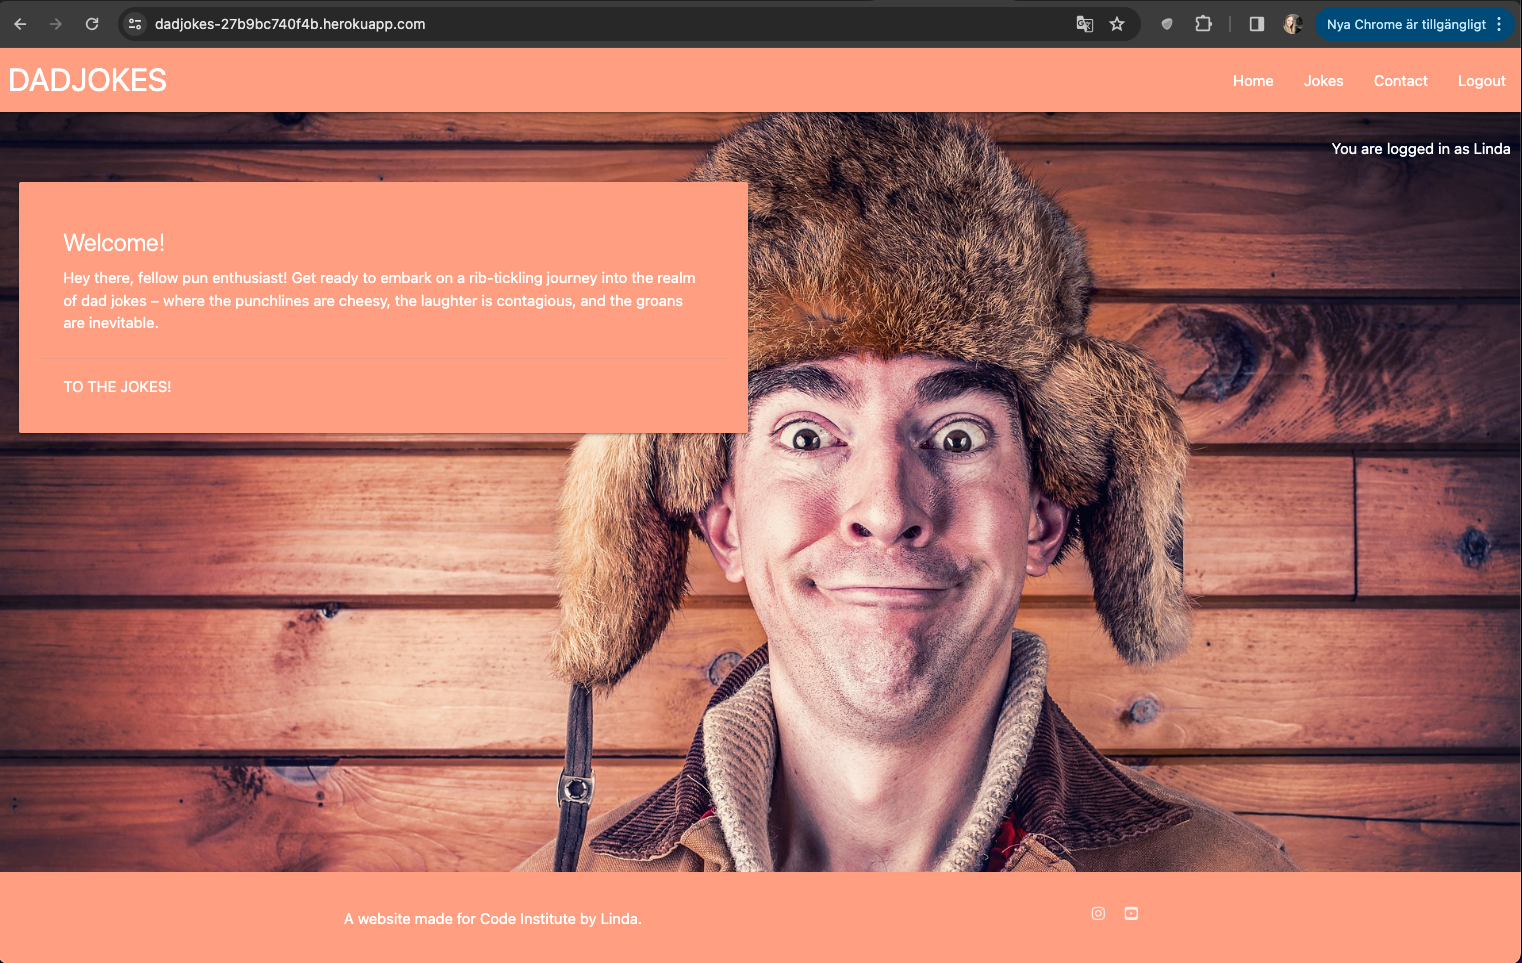 dadjokes-27b9bc740f4b.herokuapp.com
Nya Chrome är tillgängligt
DADJOKES
Home
Jokes
Contact
Logout
You are logged in as Linda
Welcome!
Hey there, fellow pun enthusiast! Get ready to embark on a rib-tickling journey into the realm
of dad jokes – where the punchlines are cheesy, the laughter is contagious, and the groans
are inevitable.
TO THE JOKES!
A website made for Code Institute by Linda.